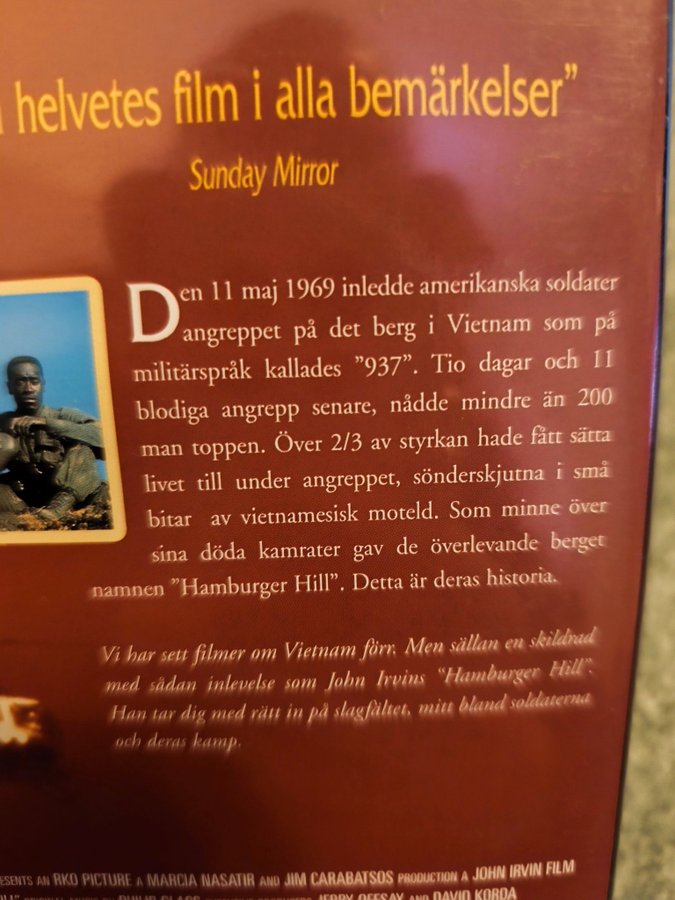 helvetes film i alla bemärkelser”
Sunday Mirror
Den 11 maj 1969 inledde amerikanska soldater
angreppet på det berg i Vietnam som på
militärspråk kallades ”937”. Tio dagar och 11
blodiga angrepp senare, nådde mindre än 200
man toppen. Över 2/3 av styrkan hade fått sätta
livet till under angreppet, sönderskjutna i små
bitar av vietnamesisk moteld. Som minne över
sina döda kamrater gav de överlevande berget
namnen ”Hamburger Hill”. Detta är deras historia.
Vi har sett filmer om Vietnam förr. Men sällan en skildrad
med sådan inlevelse som John Irvins “Hamburger Hill”.
Han tar dig med rätt in på slagfältet, mitt bland soldaterna
och deras kamp.
ESENTS AN RKO PICTURE A MARCIA NASATIR AND JIM CARABATSOS PRODUCTION A JOHN IRVIN FILM
AND DAVID KORDA